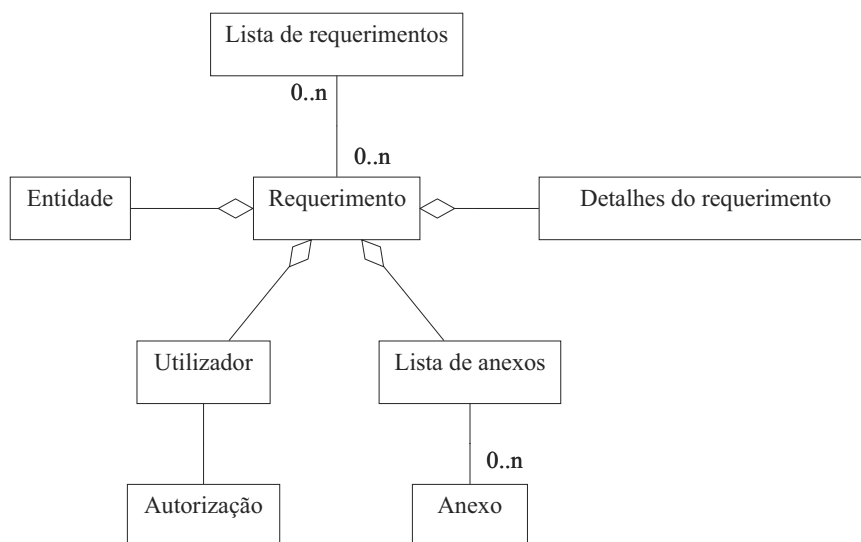 Lista de requerimentos
0..n
0..n
Entidade
Requerimento
Detalhes do requerimento
Utilizador
Lista de anexos
0..n
Autorização
Anexo